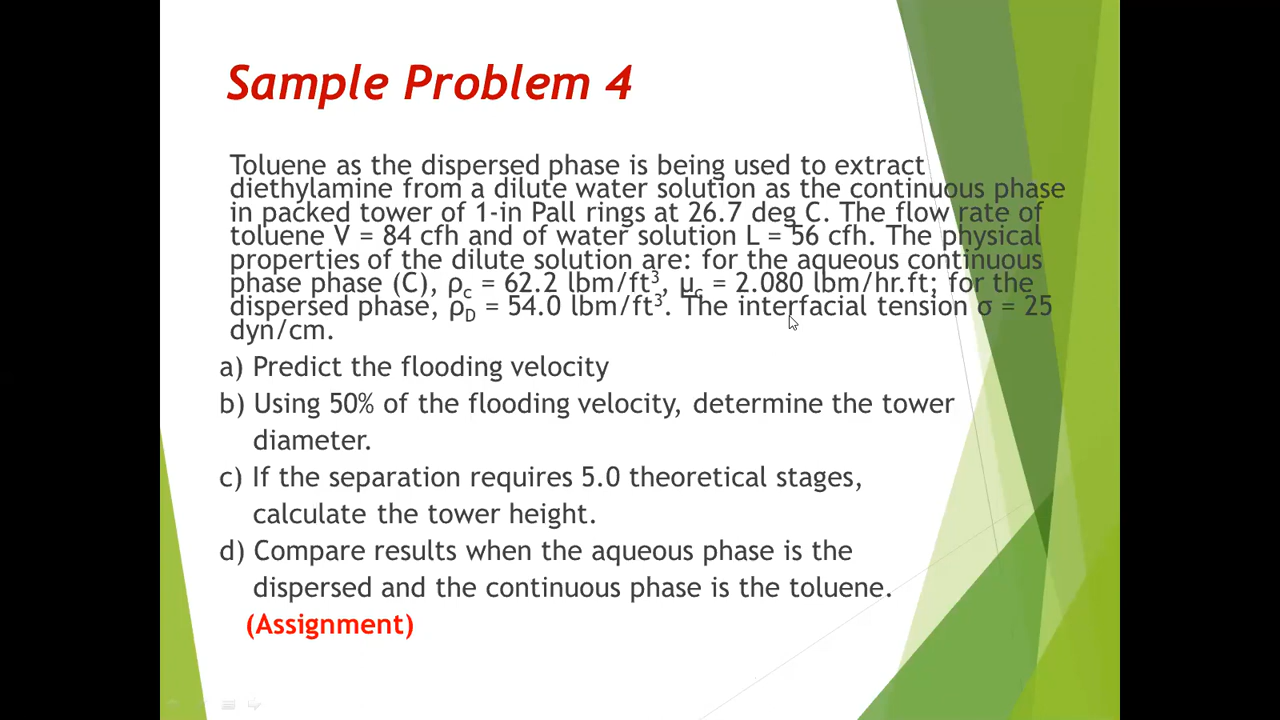 Sample Problem 4
Toluene as the dispersed phase is being used to extract
diethylamine from a dilute water solution as the continuous phase
in packed tower of 1-in Pall rings at 26.7 deg C. The flow rate of
toluene V = 84 cfh and of water solution L = 56 cfh. The physical
properties of the dilute solution are: for the aqueous continuous
phase phase (C), ρc = 62.2 lbm/ft³, μc = 2.080 lbm/hr.ft; for the
dispersed phase, ρD = 54.0 lbm/ft³. The interfacial tension σ = 25
dyn/cm.
a) Predict the flooding velocity
b) Using 50% of the flooding velocity, determine the tower
diameter.
c) If the separation requires 5.0 theoretical stages,
calculate the tower height.
d) Compare results when the aqueous phase is the
dispersed and the continuous phase is the toluene.
(Assignment)